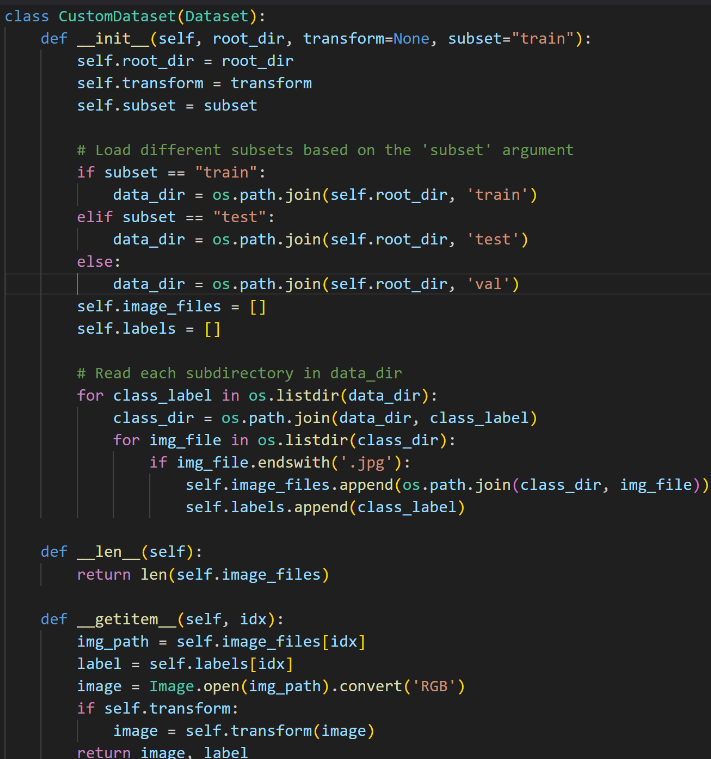 class CustomDataset(Dataset):
    def __init__(self, root_dir, transform=None, subset="train"):
        self.root_dir = root_dir
        self.transform = transform
        self.subset = subset

        # Load different subsets based on the 'subset' argument
        if subset == "train":
            data_dir = os.path.join(self.root_dir, 'train')
        elif subset == "test":
            data_dir = os.path.join(self.root_dir, 'test')
        else:
            data_dir = os.path.join(self.root_dir, 'val')
        self.image_files = []
        self.labels = []

        # Read each subdirectory in data_dir
        for class_label in os.listdir(data_dir):
            class_dir = os.path.join(data_dir, class_label)
            for img_file in os.listdir(class_dir):
                if img_file.endswith('.jpg'):
                    self.image_files.append(os.path.join(class_dir, img_file))
                    self.labels.append(class_label)

    def __len__(self):
        return len(self.image_files)

    def __getitem__(self, idx):
        img_path = self.image_files[idx]
        label = self.labels[idx]
        image = Image.open(img_path).convert('RGB')
        if self.transform:
            image = self.transform(image)
        return image, label